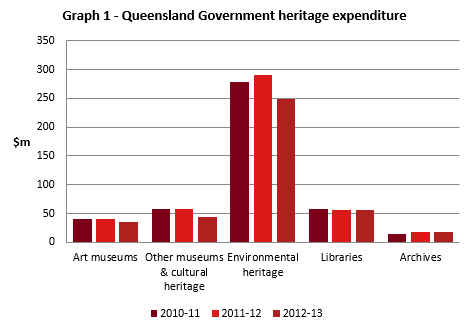 Graph 1 - Queensland Government heritage expenditure
350
300
250
200
$m
150
100
50
0
Art museums
Other museums
& cultural
heritage
Environmental
heritage
Libraries
Archives
2010-11 2011-12 2012-13